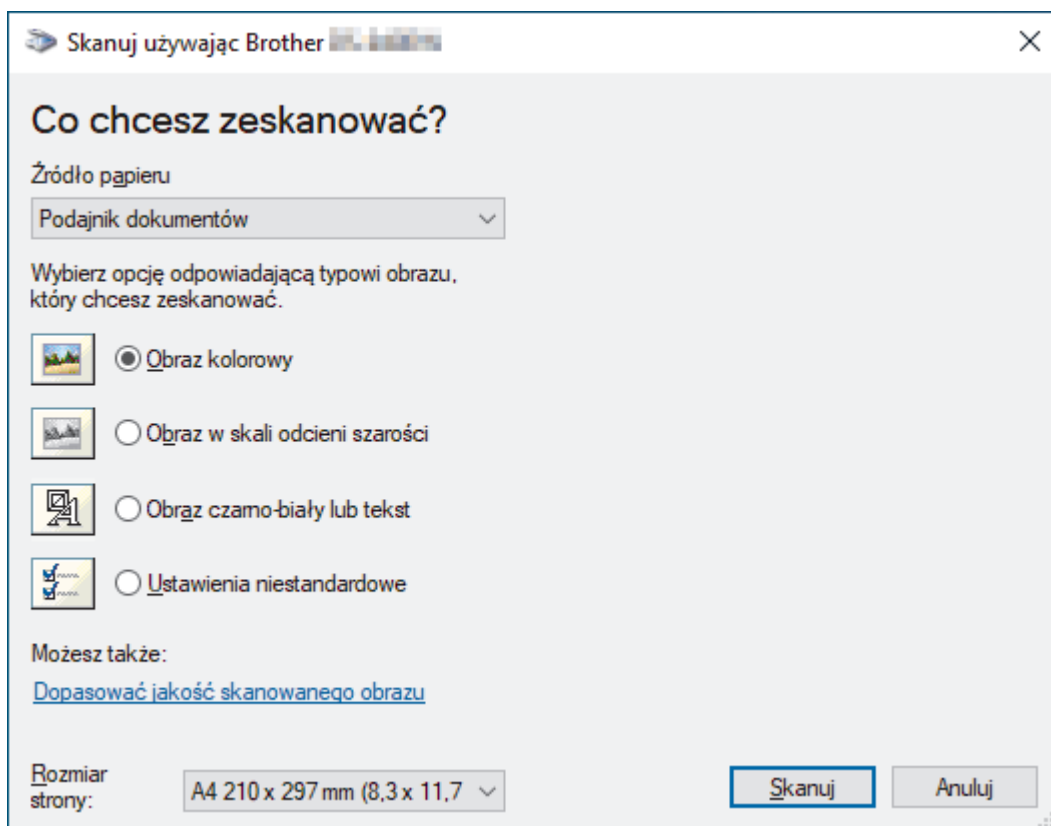 Skanuj używając Brother
Co chcesz zeskanować?
Źródło papieru
Podajnik dokumentów
Wybierz opcję odpowiadającą typowi obrazu,
który chcesz zeskanować.
Obraz kolorowy
Obraz w skali odcieni szarości
Obraz czarno-biały lub tekst
Ustawienia niestandardowe
Możesz także:
Dopasować jakość skanowanego obrazu
Rozmiar
strony:
A4 210 x 297 mm (8,3 x 11,7
Skanuj
Anuluj